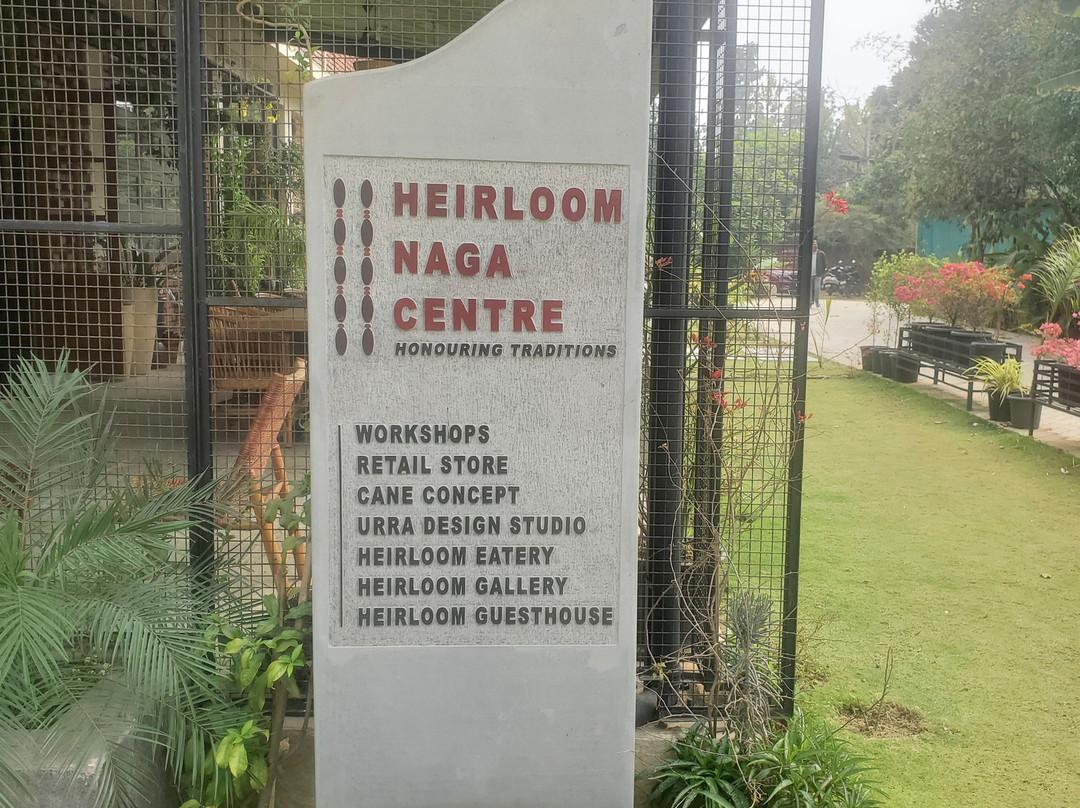 HEIRLOOM
NAGA
CENTRE
HONOURING TRADITIONS
WORKSHOPS
RETAIL STORE
CANE CONCEPT
URRA DESIGN STUDIO
HEIRLOOM EATERY
HEIRLOOM GALLERY
HEIRLOOM GUESTHOUSE